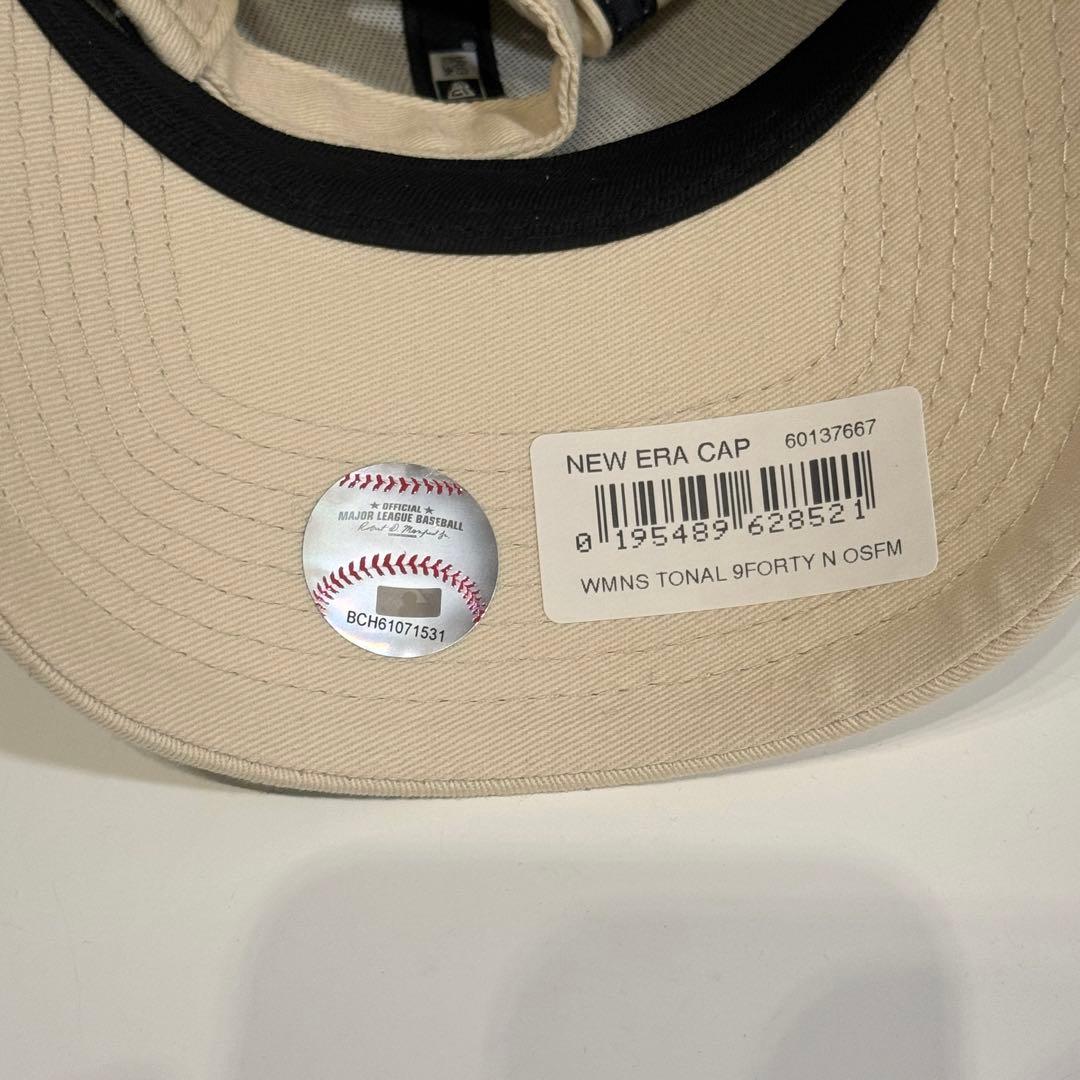 NEW ERA CAP 60137667
0 195489 628521
WMNS TONAL 9FORTY N OSFM
★ OFFICIAL ★
MAJOR LEAGUE BASEBALL
BCH61071531